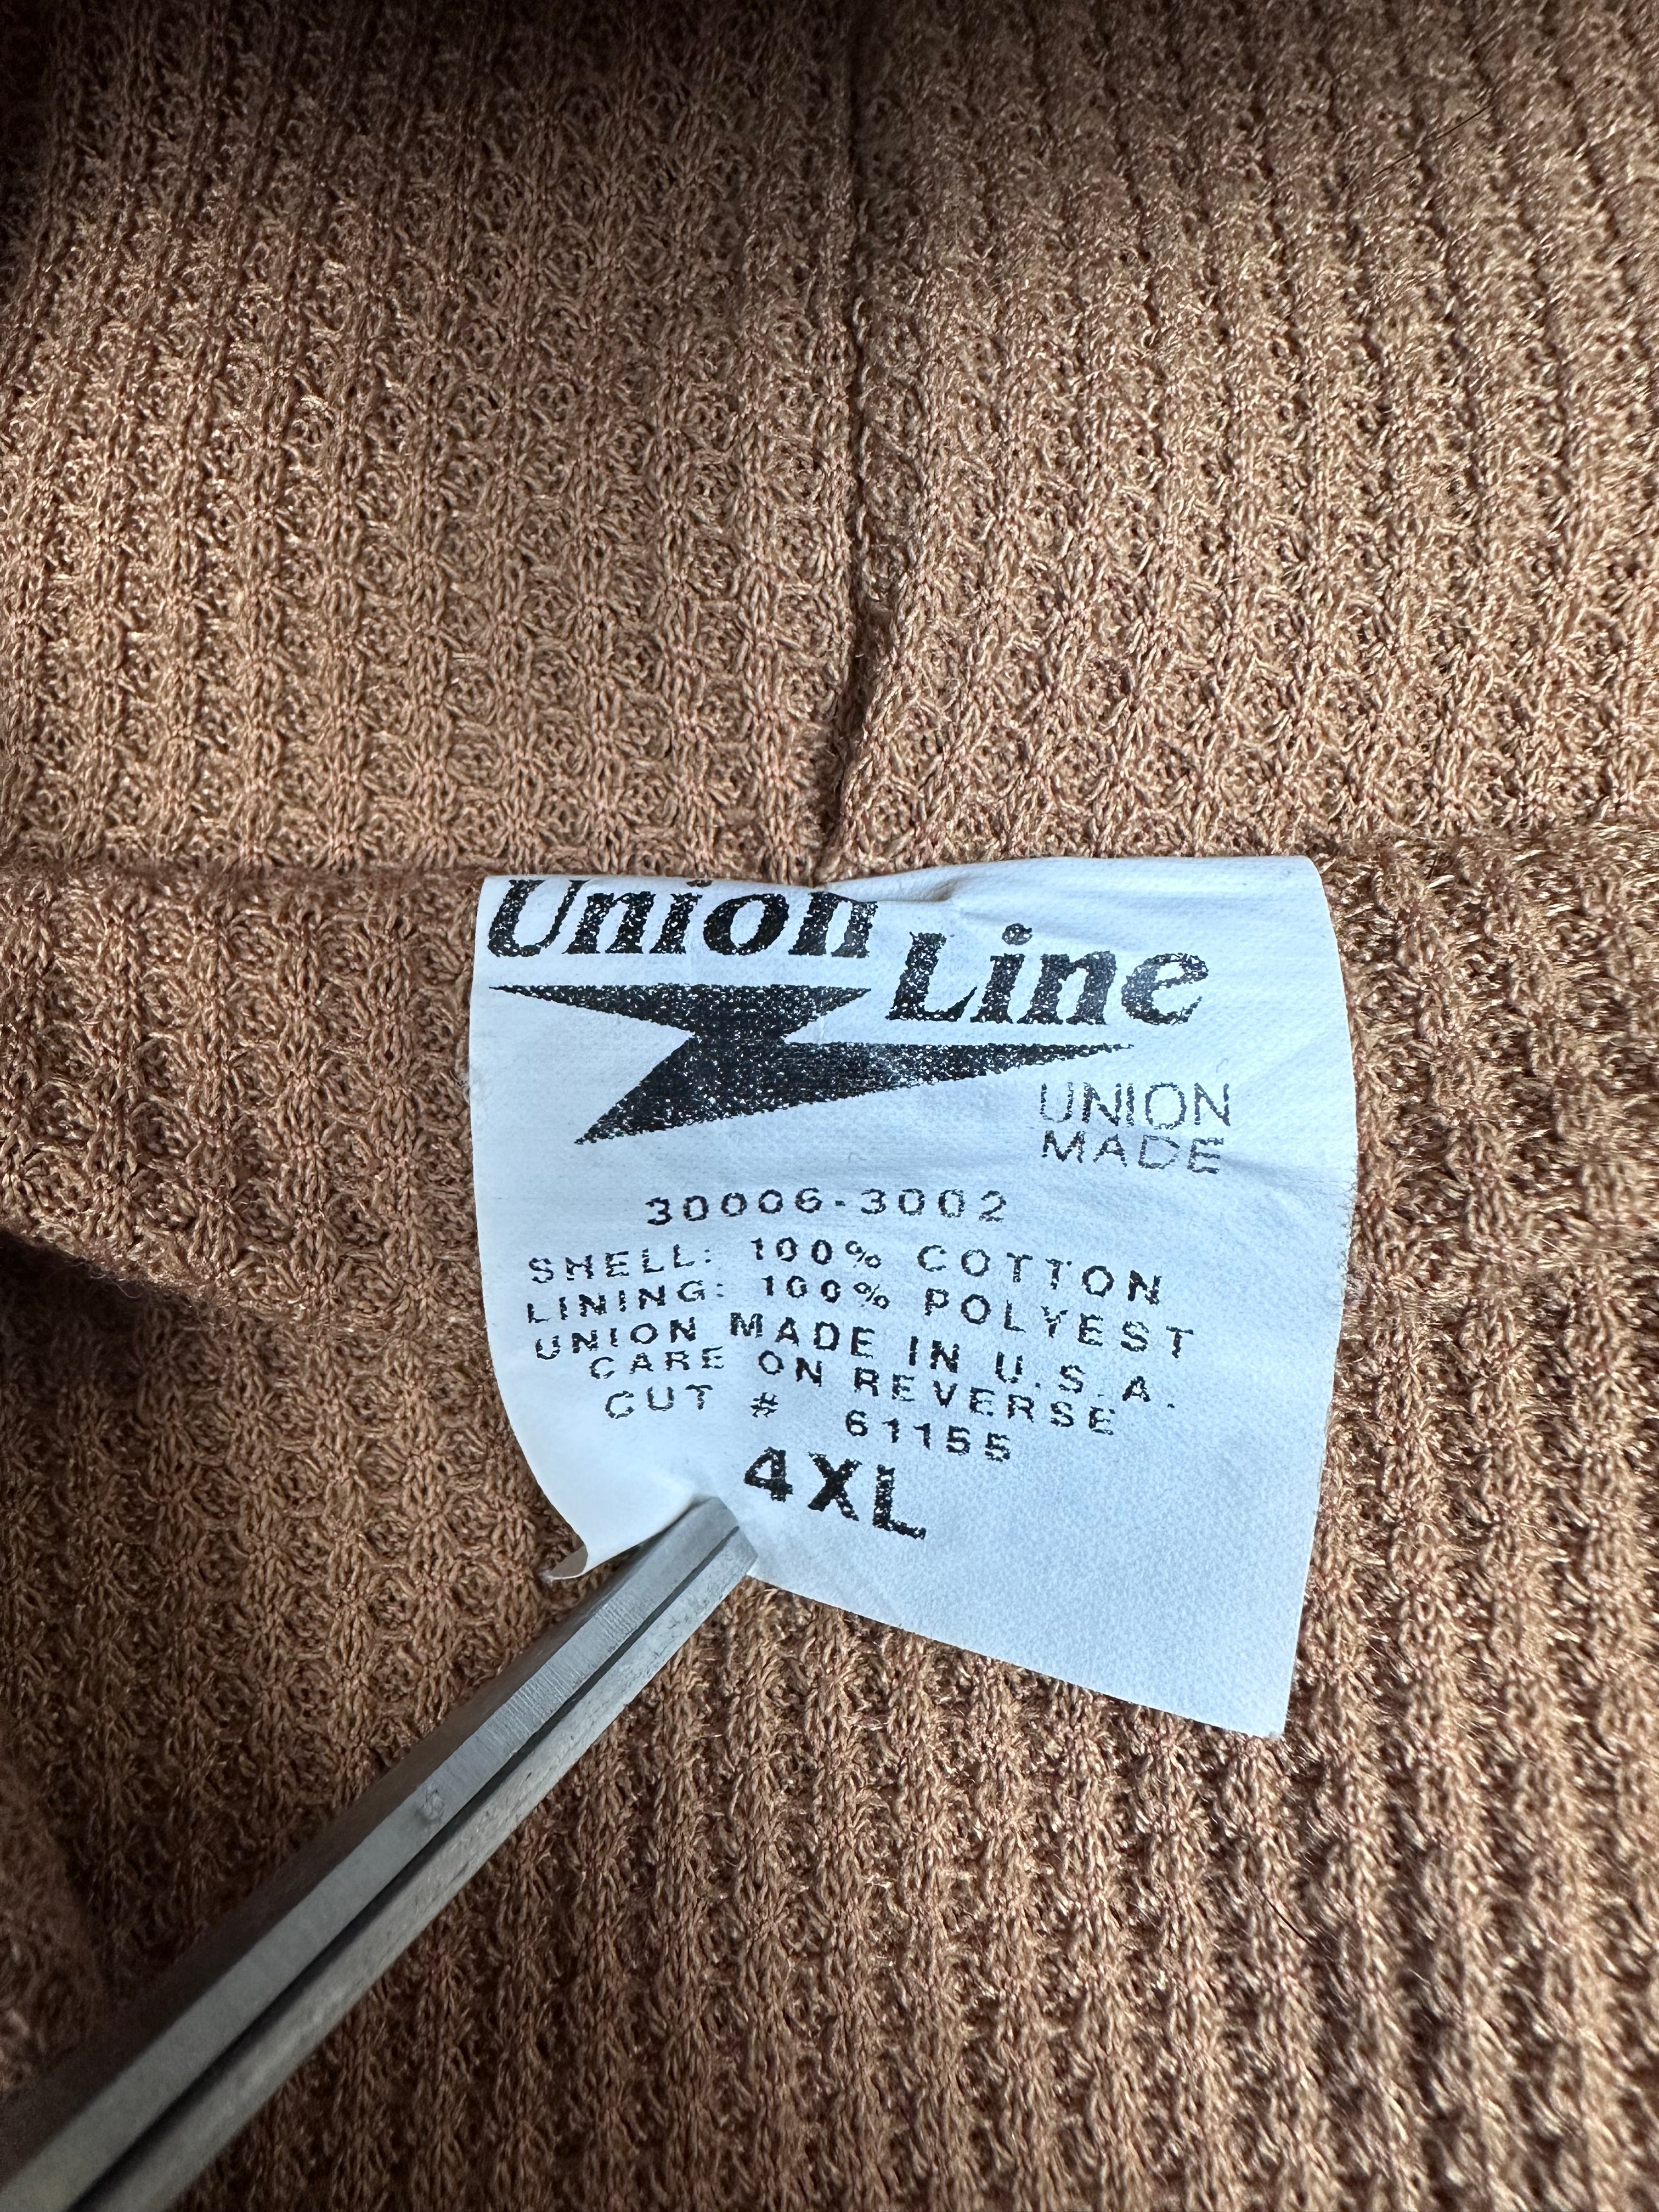 Union
Line
UNION
MADE
30006-3002
SHELL: 100% COTTON
LINING: 100% POLYEST
UNION MADE IN U.S.A.
CARE ON REVERSE
CUT # 61155
4XL